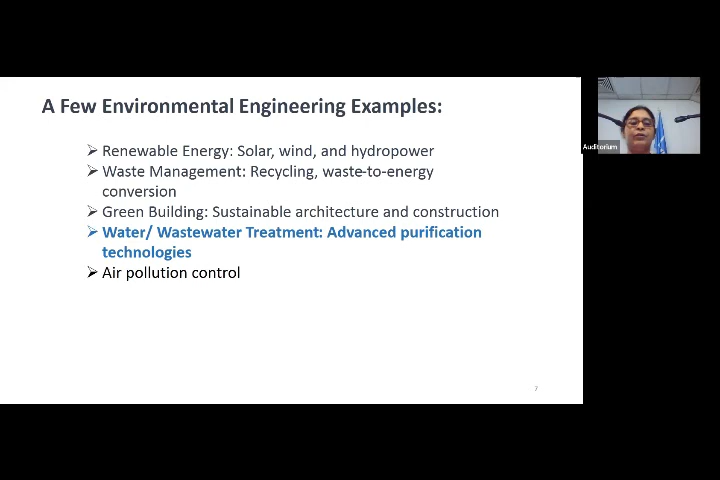 A Few Environmental Engineering Examples:
➢ Renewable Energy: Solar, wind, and hydropower
➢ Waste Management: Recycling, waste-to-energy
conversion
➢ Green Building: Sustainable architecture and construction
➢ Water/ Wastewater Treatment: Advanced purification
technologies
➢ Air pollution control
7
Auditorium